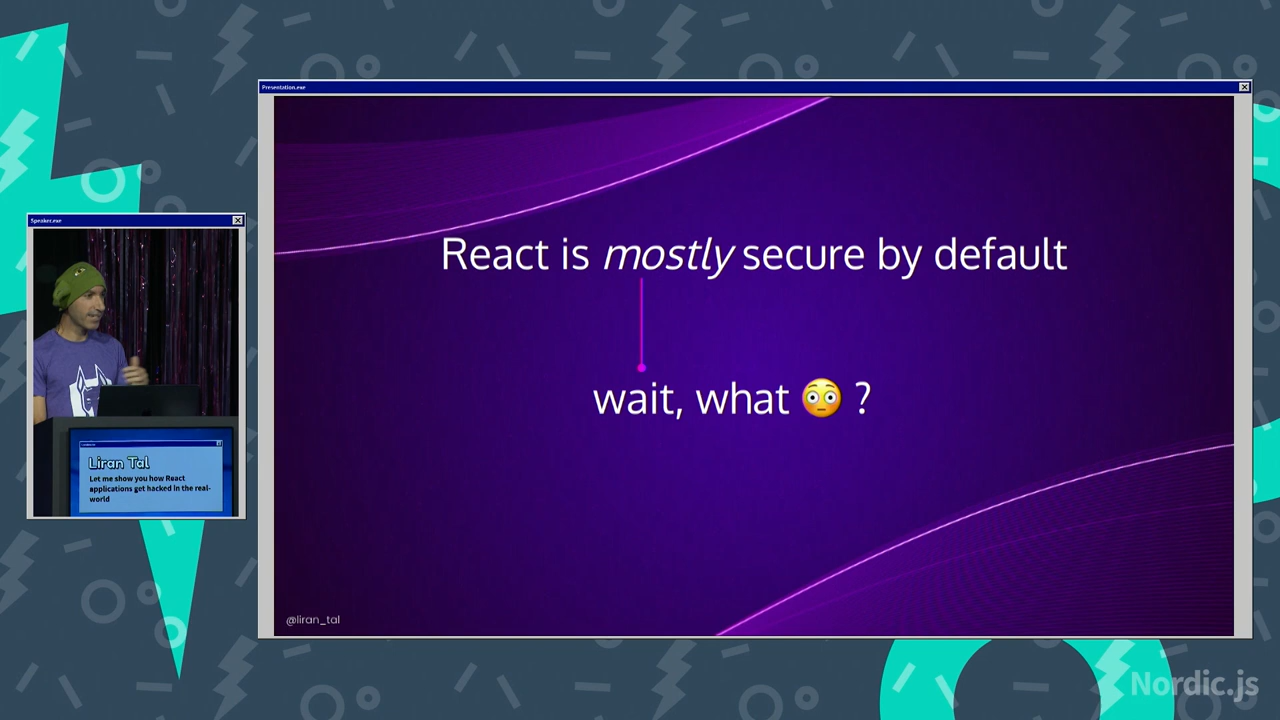 Presentation.exe
React is mostly secure by default
wait, what 😳 ?
@liran_tal
Speaker.exe
Liran Tal
Let me show you how React
applications get hacked in the real-
world
Nordic.js